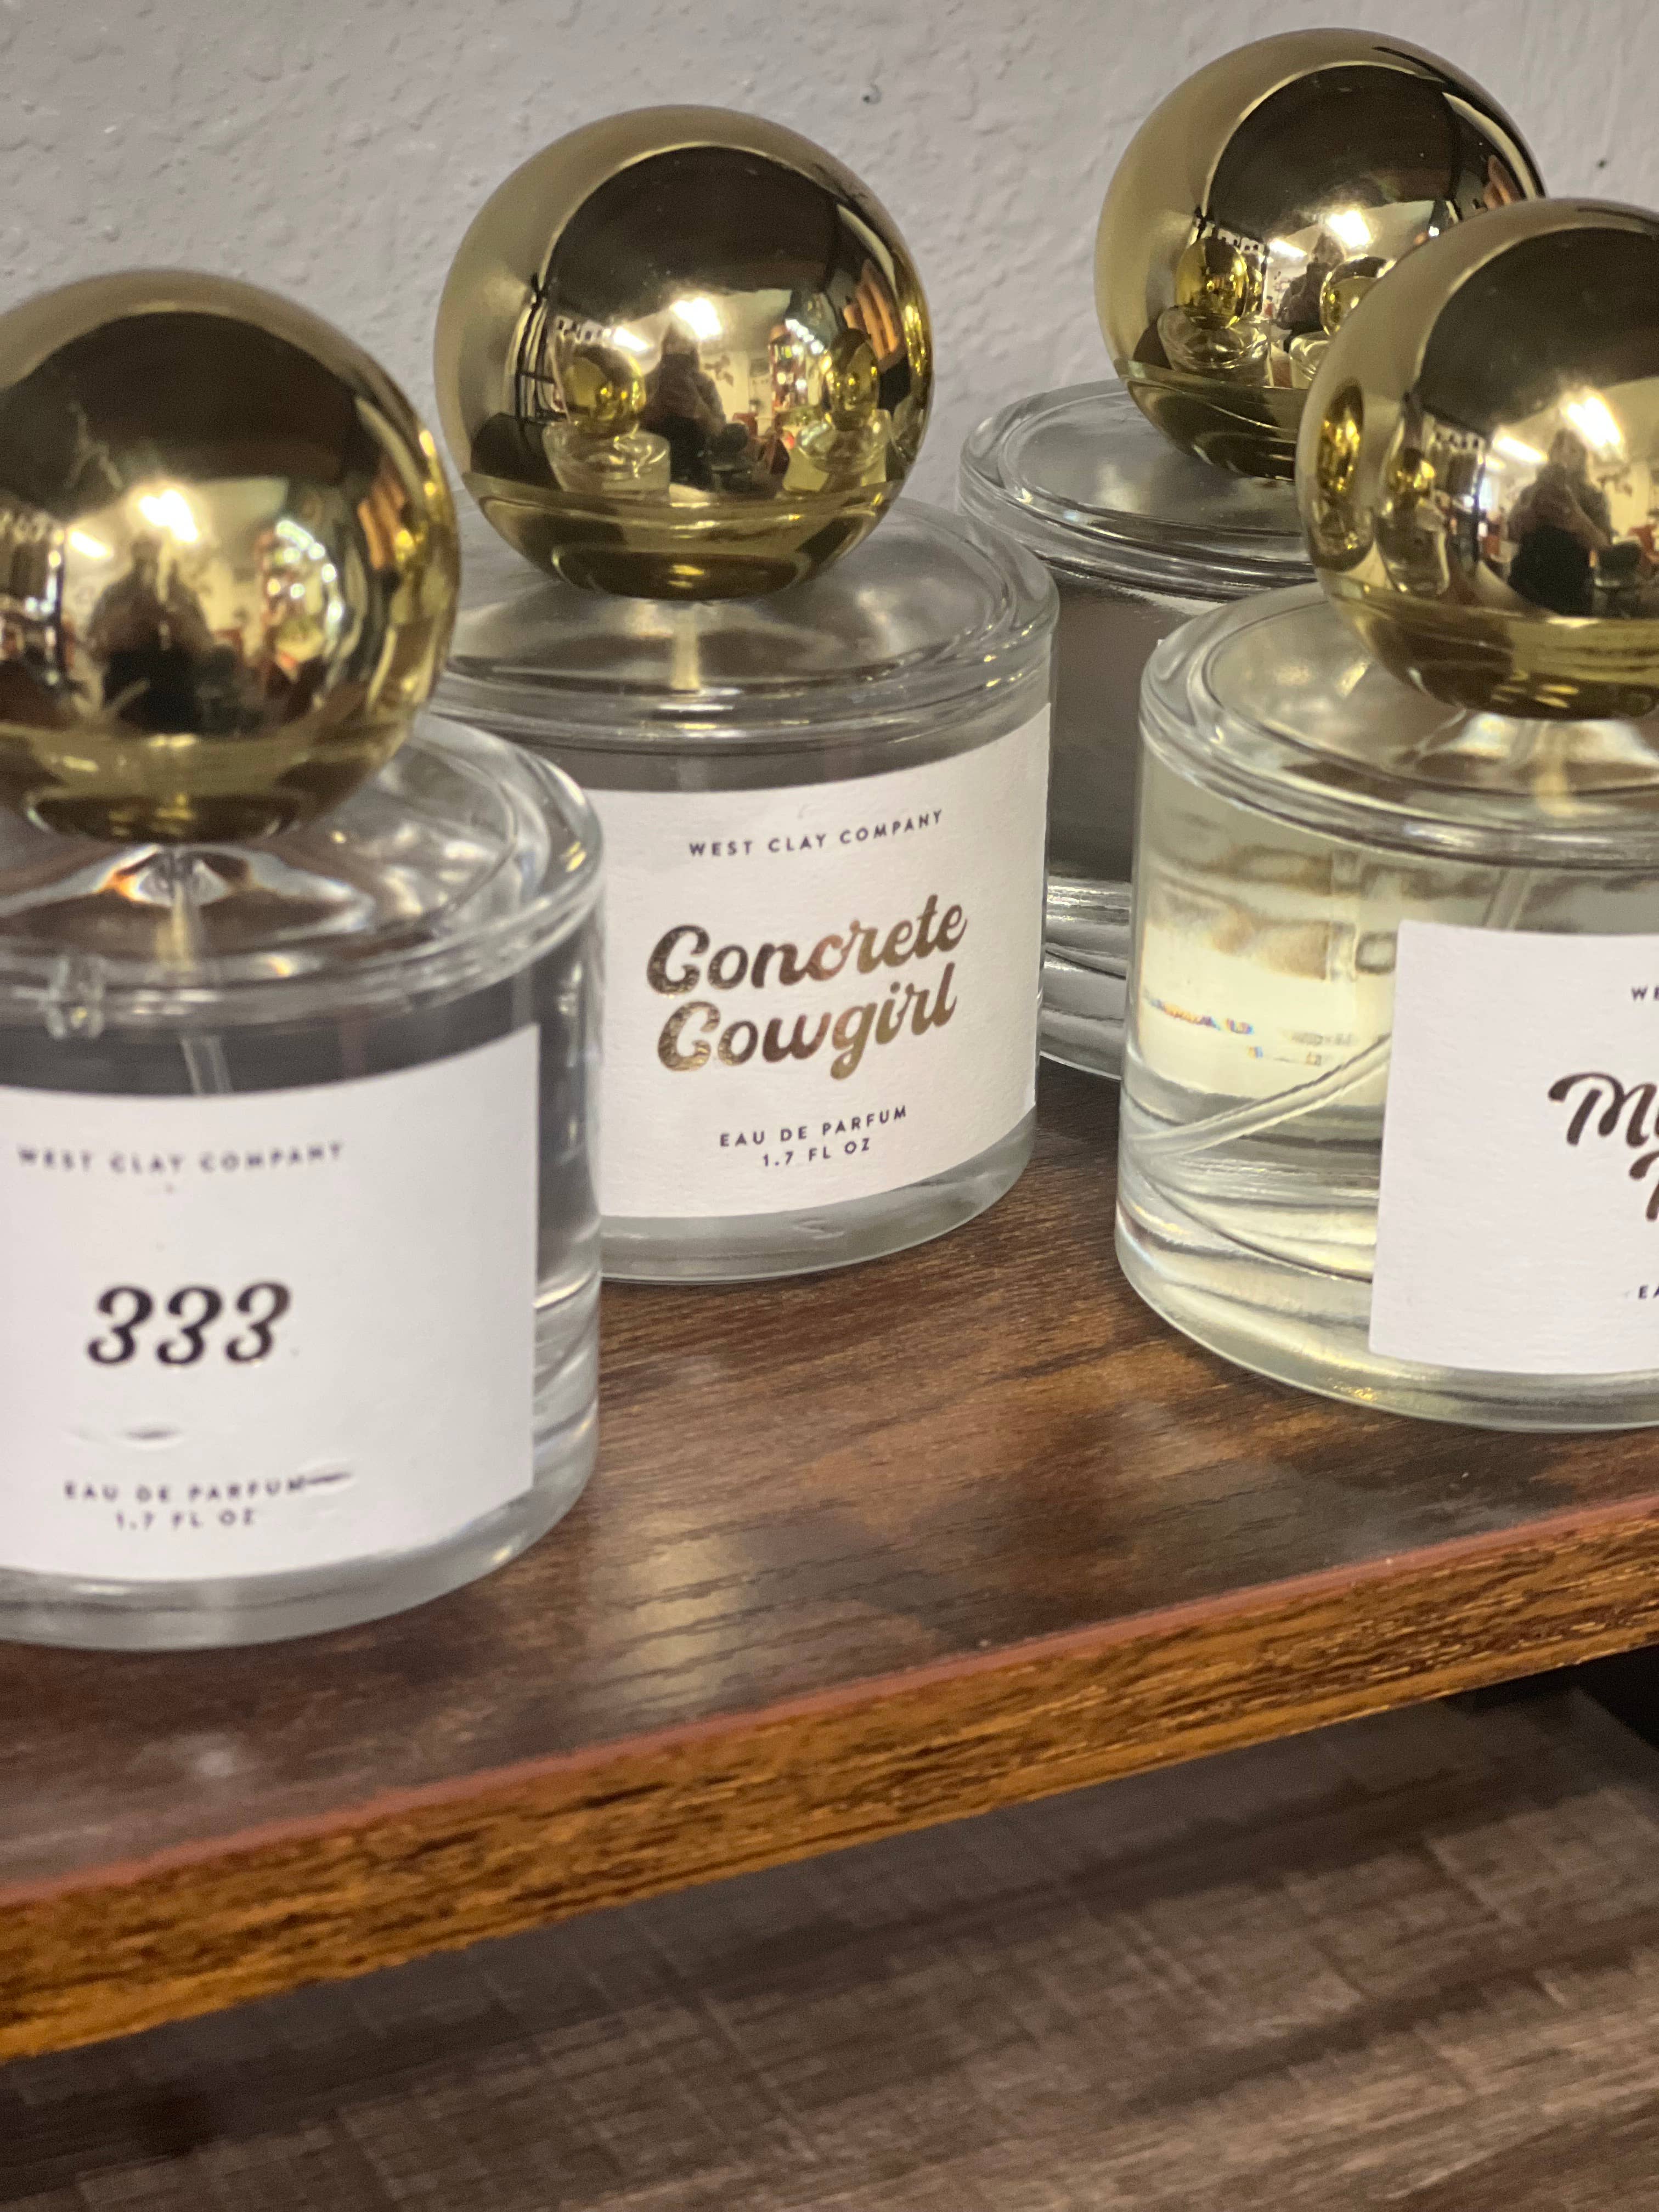 WEST CLAY COMPANY
333
EAU DE PARFUM
1.7 FL OZ
WEST CLAY COMPANY
Concrete
Cowgirl
EAU DE PARFUM
1.7 FL OZ